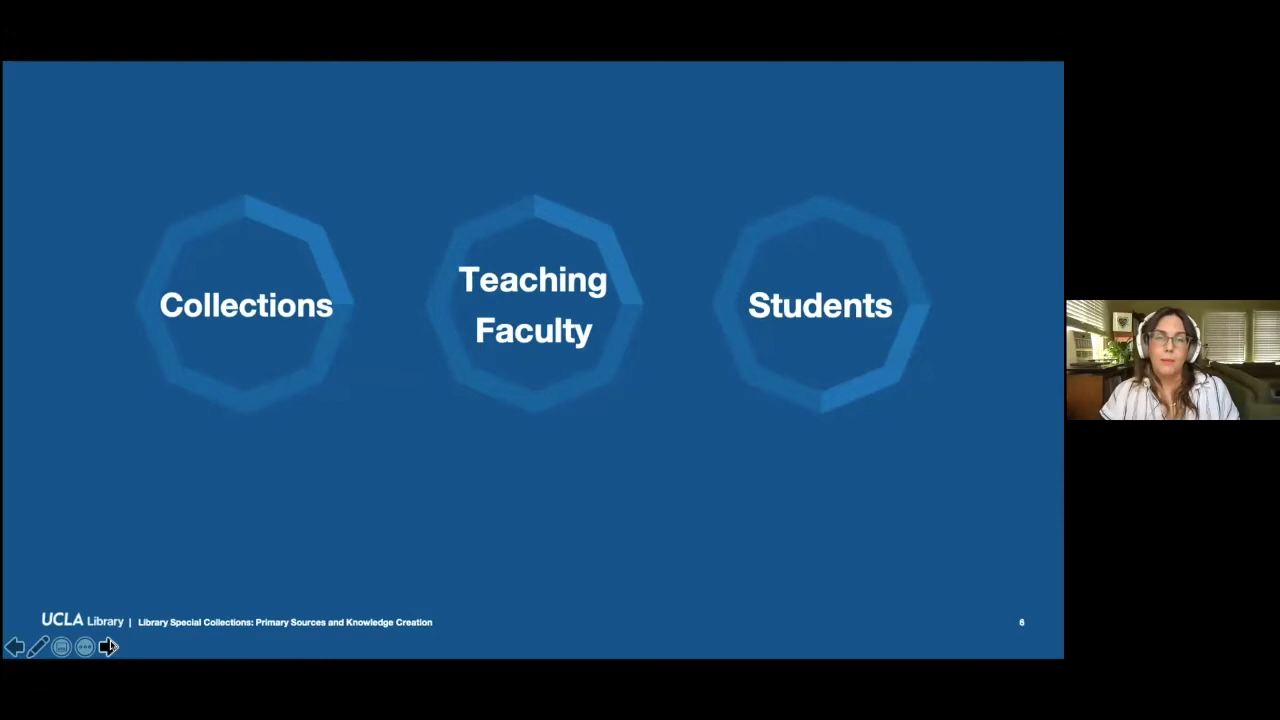 Collections
Teaching
Faculty
Students
UCLA Library | Library Special Collections: Primary Sources and Knowledge Creation
6